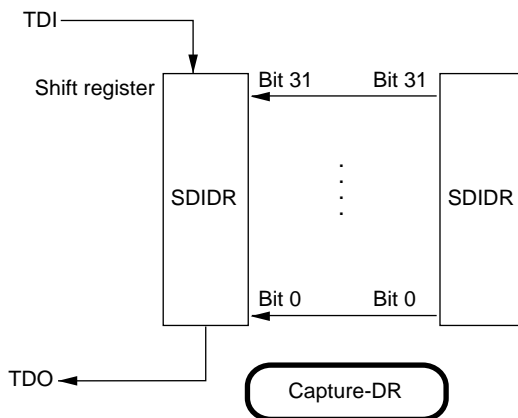 TDI
Shift register
Bit 31 Bit 31
SDIDR SDIDR
Bit 0 Bit 0
TDO
Capture-DR